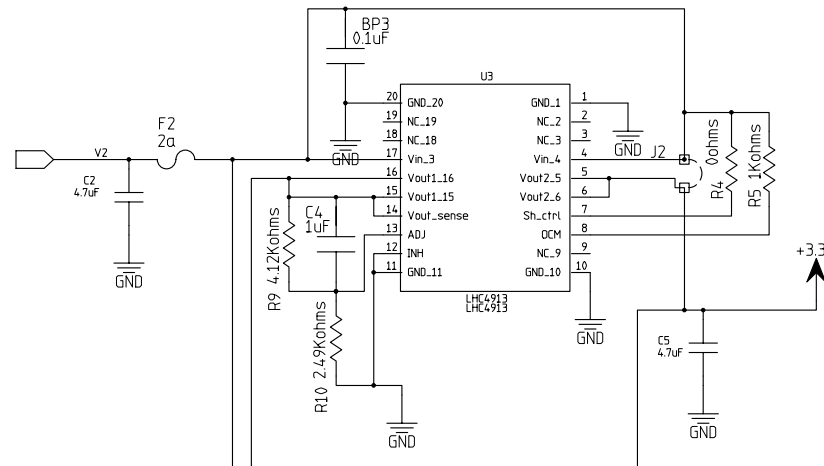 BP3
0.1uF
U3
F2
2a
V2
C2
4.7uF
GND
GND
20 GND_20 GND_1 1
19 NC_19 NC_2 2
18 NC_18 NC_3 3
17 Vin_3 Vin_4 4
16 Vout1_16 Vout2_5 5
15 Vout1_15 Vout2_6 6
14 Vout_sense Sh_ctrl 7
13 ADJ OCM 8
12 INH NC_9 9
11 GND_11 GND_10 10
LHC4913
LHC4913
GND
J2
R4 0ohms
R5 1Kohms
C4
1uF
R9 4.12Kohms
R10 2.49Kohms
GND
GND
+3.3
C5
4.7uF
GND